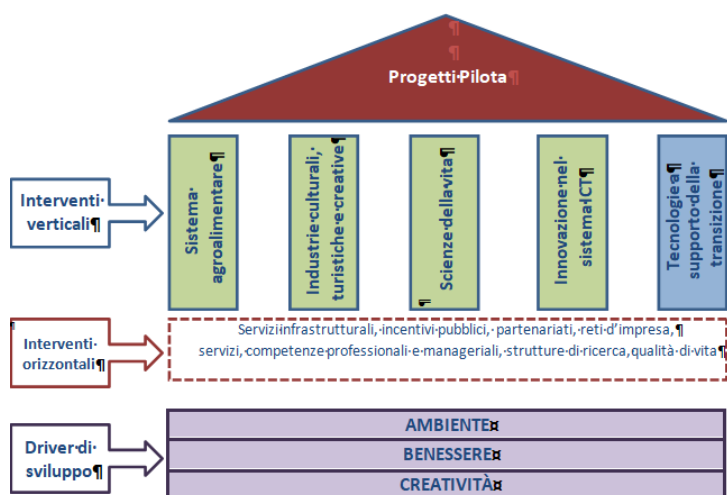 Progetti Pilota
Interventi
verticali
Sistema
agroalimentare
Industrie culturali,
turistiche e creative
Scienze della vita
Innovazione nel
sistema ICT
Tecnologie a
supporto della
transizione
Interventi
orizzontali
Servizi infrastrutturali, incentivi pubblici, partenariati, reti d'impresa,
servizi, competenze professionali e manageriali, strutture di ricerca, qualità di vita
Driver di
sviluppo
AMBIENTE
BENESSERE
CREATIVITÀ